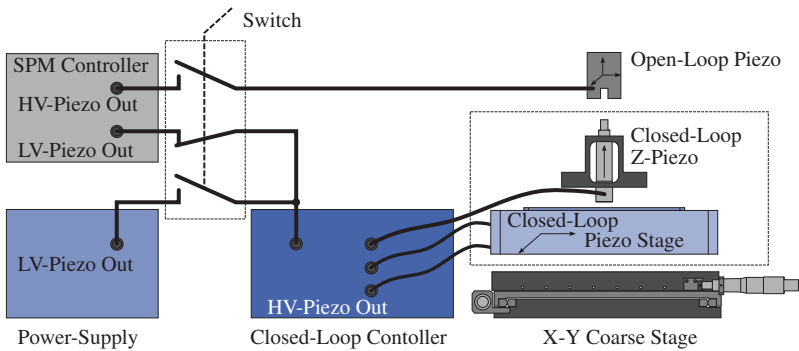 Switch
SPM Controller
HV-Piezo Out
LV-Piezo Out
Open-Loop Piezo
Closed-Loop
Z-Piezo
Closed-Loop
Piezo Stage
LV-Piezo Out
HV-Piezo Out
Power-Supply
Closed-Loop Contoller
X-Y Coarse Stage